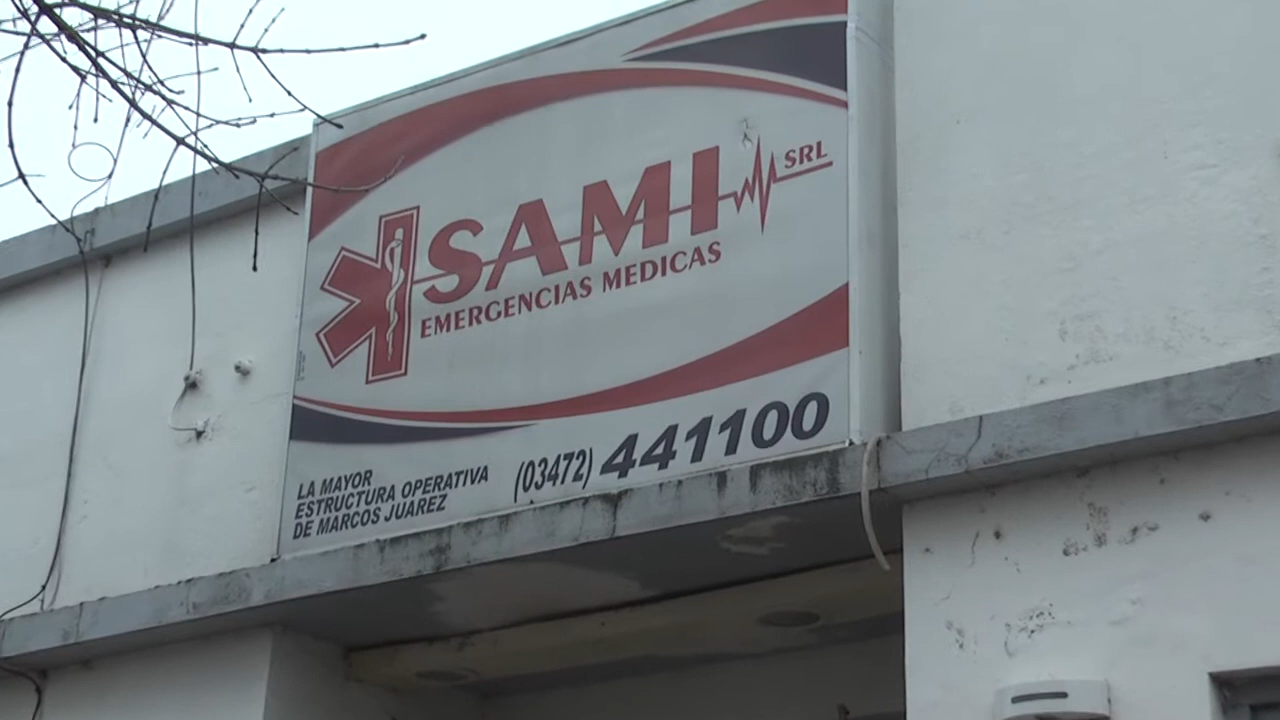 SAMI SRL
EMERGENCIAS MEDICAS
LA MAYOR
ESTRUCTURA OPERATIVA
DE MARCOS JUAREZ
(03472) 441100